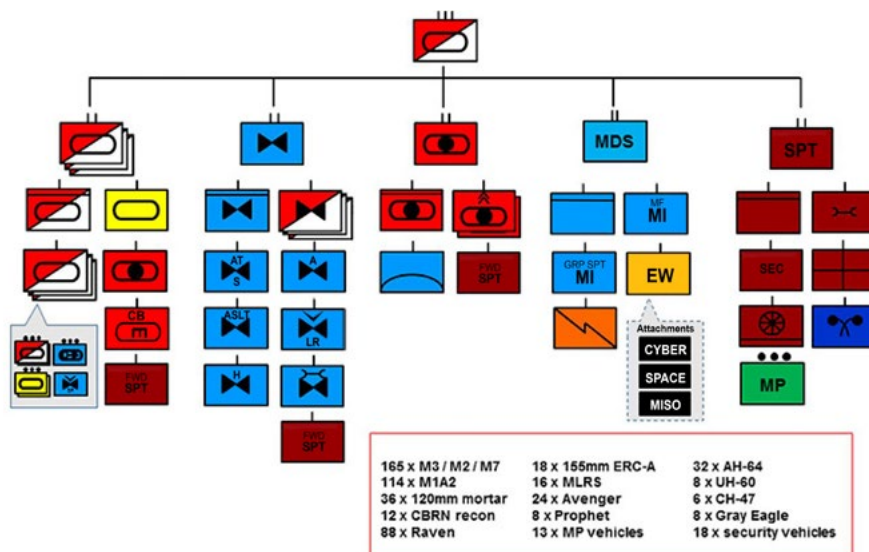 MDS
SPT
MF
MI
AT
S
A
FWD
SPT
GRP SPT
MI
EW
SEC
CB
ASLT
LR
Attachments
CYBER
SPACE
MISO
FWD
SPT
H
MP
FWD
SPT
165 x M3 / M2 / M7
114 x M1A2
36 x 120mm mortar
12 x CBRN recon
88 x Raven
18 x 155mm ERC-A
16 x MLRS
24 x Avenger
8 x Prophet
13 x MP vehicles
32 x AH-64
8 x UH-60
6 x CH-47
8 x Gray Eagle
18 x security vehicles